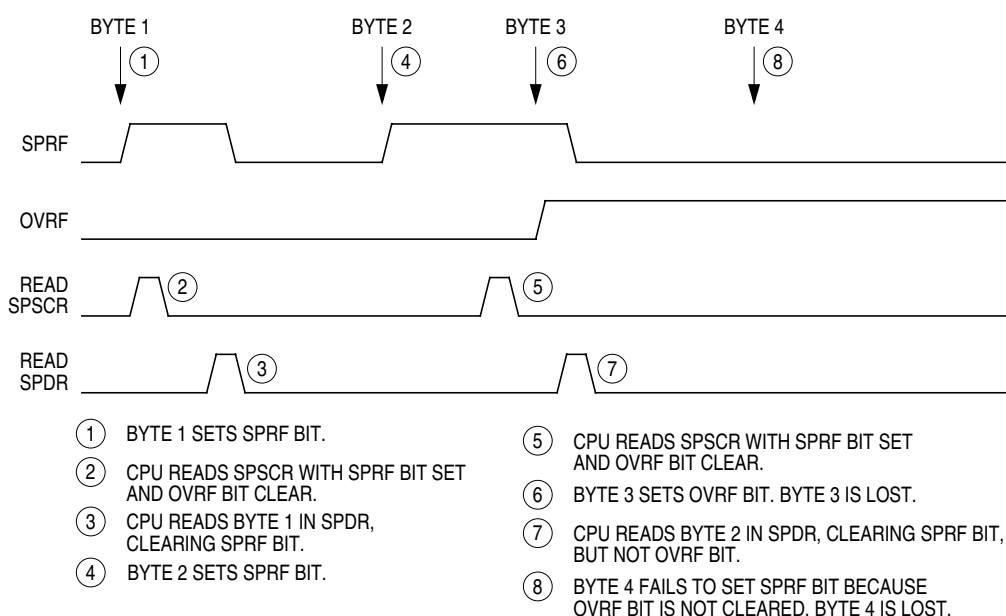 BYTE 1
BYTE 2
BYTE 3
BYTE 4
1
4
6
8
SPRF
OVRF
READ
SPSCR
2
5
READ
SPDR
3
7
1 BYTE 1 SETS SPRF BIT.
2 CPU READS SPSCR WITH SPRF BIT SET
AND OVRF BIT CLEAR.
3 CPU READS BYTE 1 IN SPDR,
CLEARING SPRF BIT.
4 BYTE 2 SETS SPRF BIT.
5 CPU READS SPSCR WITH SPRF BIT SET
AND OVRF BIT CLEAR.
6 BYTE 3 SETS OVRF BIT. BYTE 3 IS LOST.
7 CPU READS BYTE 2 IN SPDR, CLEARING SPRF BIT,
BUT NOT OVRF BIT.
8 BYTE 4 FAILS TO SET SPRF BIT BECAUSE
OVRF BIT IS NOT CLEARED. BYTE 4 IS LOST.